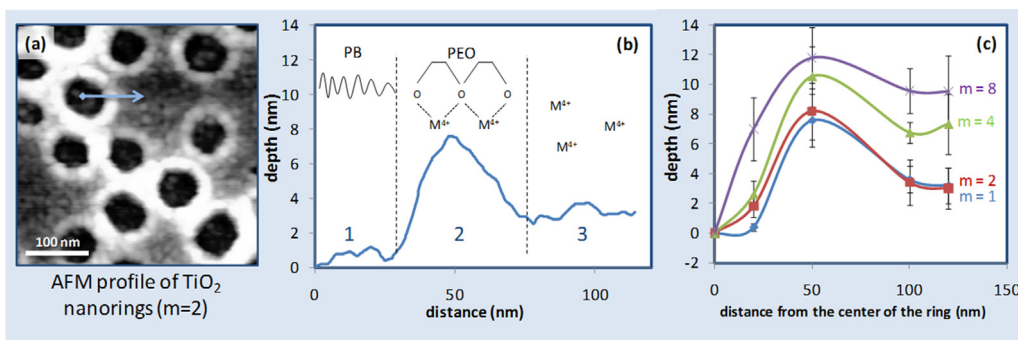 (a)
100 nm
AFM profile of TiO₂
nanorings (m=2)
(b)
PB
PEO
O O O
M⁴⁺ M⁴⁺
M⁴⁺
M⁴⁺
M⁴⁺
1
2
3
depth (nm)
14
12
10
8
6
4
2
0
0 50 100
distance (nm)
(c)
m = 8
m = 4
m = 2
m = 1
depth (nm)
14
12
10
8
6
4
2
0
-2
0 50 100 150
distance from the center of the ring (nm)